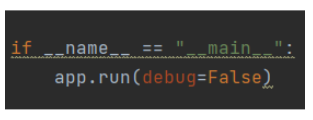 if __name__ == "__main__":
    app.run(debug=False)